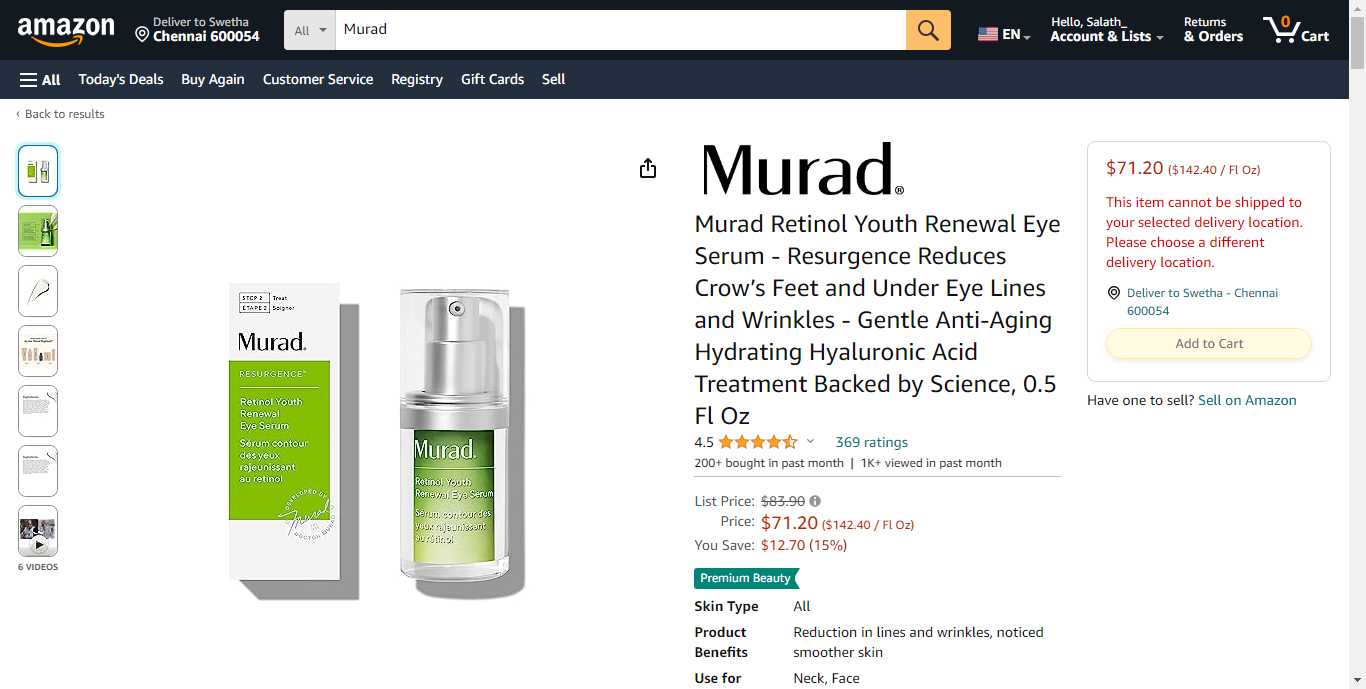 amazon
Deliver to Swetha
Chennai 600054
All
Murad
EN
Hello, Salath_
Account & Lists
Returns
& Orders
0
Cart
All
Today's Deals
Buy Again
Customer Service
Registry
Gift Cards
Sell
‹ Back to results
6 VIDEOS
STEP 2 Treat
ÉTAPE 2 Soigner
Murad.
RESURGENCE™
Retinol Youth
Renewal
Eye Serum
Sérum contour
des yeux
rajeunissant
au rétinol
DEVELOPED BY
Murad
DOCTOR MURAD
Murad.
Retinol Youth
Renewal Eye Serum
Sérum contour des
yeux rajeunissant
au rétinol
Murad®
Murad Retinol Youth Renewal Eye
Serum - Resurgence Reduces
Crow’s Feet and Under Eye Lines
and Wrinkles - Gentle Anti-Aging
Hydrating Hyaluronic Acid
Treatment Backed by Science, 0.5
Fl Oz
4.5
369 ratings
200+ bought in past month | 1K+ viewed in past month
List Price: $83.90
Price: $71.20 ($142.40 / Fl Oz)
You Save: $12.70 (15%)
Premium Beauty
Skin Type All
Product Benefits Reduction in lines and wrinkles, noticed
smoother skin
Use for Neck, Face
$71.20 ($142.40 / Fl Oz)
This item cannot be shipped to
your selected delivery location.
Please choose a different
delivery location.
Deliver to Swetha - Chennai
600054
Add to Cart
Have one to sell? Sell on Amazon